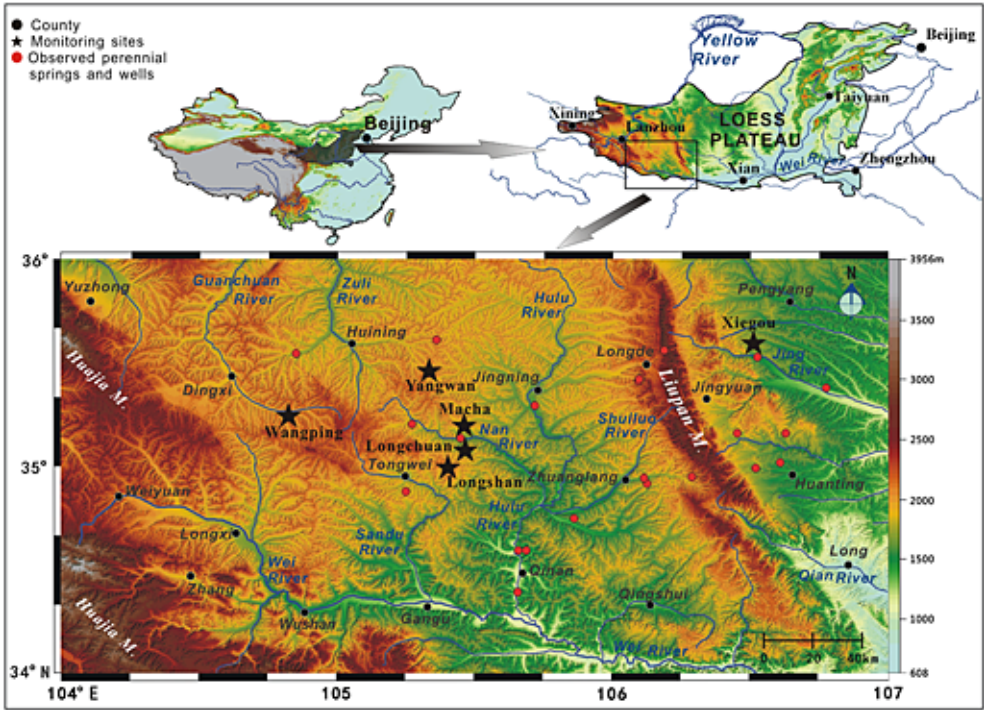 County
Monitoring sites
Observed perennial
springs and wells
Beijing
Yellow
River
Beijing
Taiyuan
Xining
Lanzhou
LOESS
PLATEAU
Wei River
Zhengzhou
Xian
36°
35°
34° N
104° E
105
106
107
Yuzhong
Guanchuan
River
Zuli
River
Hulu
River
Pengyang
N
Xiegou
Huining
Longde
Jing
River
Huajia M.
Dingxi
Yangwan
Jingning
Jingyuan
Liupan M.
Wangping
Macha
Nan
River
Shuiluo
River
Longchuan
Tongwei
Longshan
Zhuanglang
Huanting
Weiyuan
Hulu
River
Sandu
River
Longxi
Wei
River
Qinan
Long
Qian River
Zhang
Qingshui
Huajia M.
Wushan
Gangu
Wei River
0 20 40km
3956m
3500
3000
2500
2000
1500
1000
608